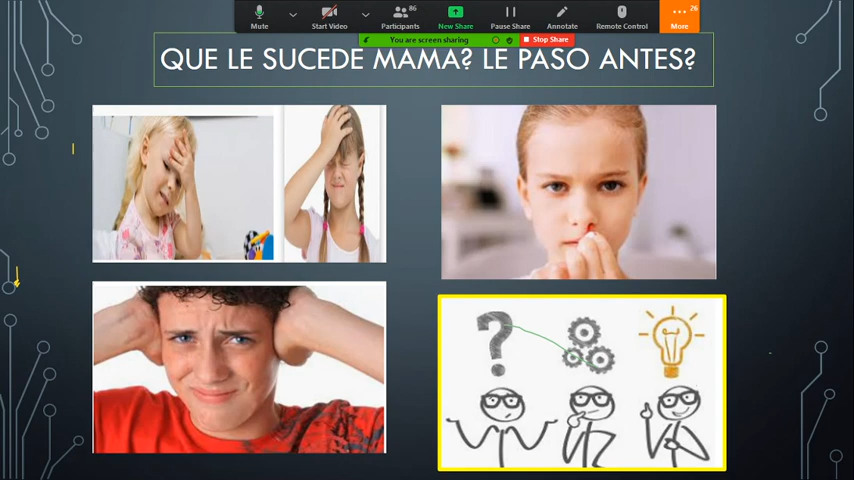 86
26
Mute
Start Video
Participants
New Share
Pause Share
Annotate
Remote Control
More
You are screen sharing
Stop Share
QUE LE SUCEDE MAMA? LE PASO ANTES?
?